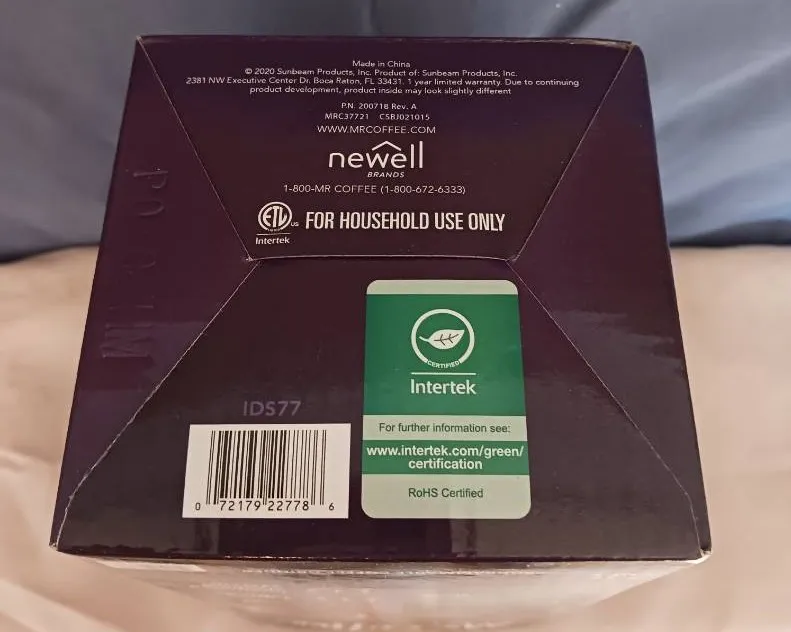 Made in China
© 2020 Sunbeam Products, Inc. Product of: Sunbeam Products, Inc.
2381 NW Executive Center Dr. Boca Raton, FL 33431. 1 year limited warranty. Due to continuing
product development, product inside may look slightly different
P.N. 200718 Rev. A
MRC37721 CSBJ021015
WWW.MRCOFFEE.COM
newell
BRANDS
1-800-MR COFFEE (1-800-672-6333)
ETL US
Intertek
FOR HOUSEHOLD USE ONLY
CERTIFIED
Intertek
For further information see:
www.intertek.com/green/
certification
RoHS Certified
IDS77
0 72179 22778 6